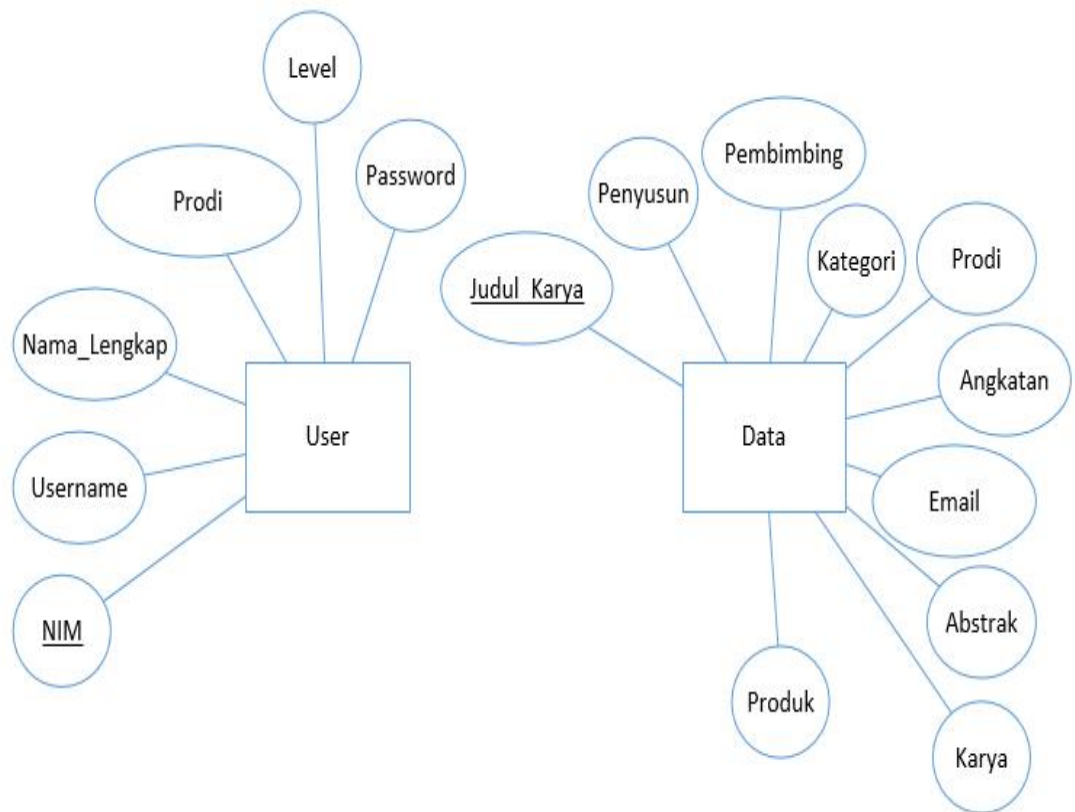 Level
Password
Prodi
Nama_Lengkap
Username
NIM
User
Pembimbing
Penyusun
Kategori
Prodi
Judul_Karya
Angkatan
Data
Email
Abstrak
Produk
Karya